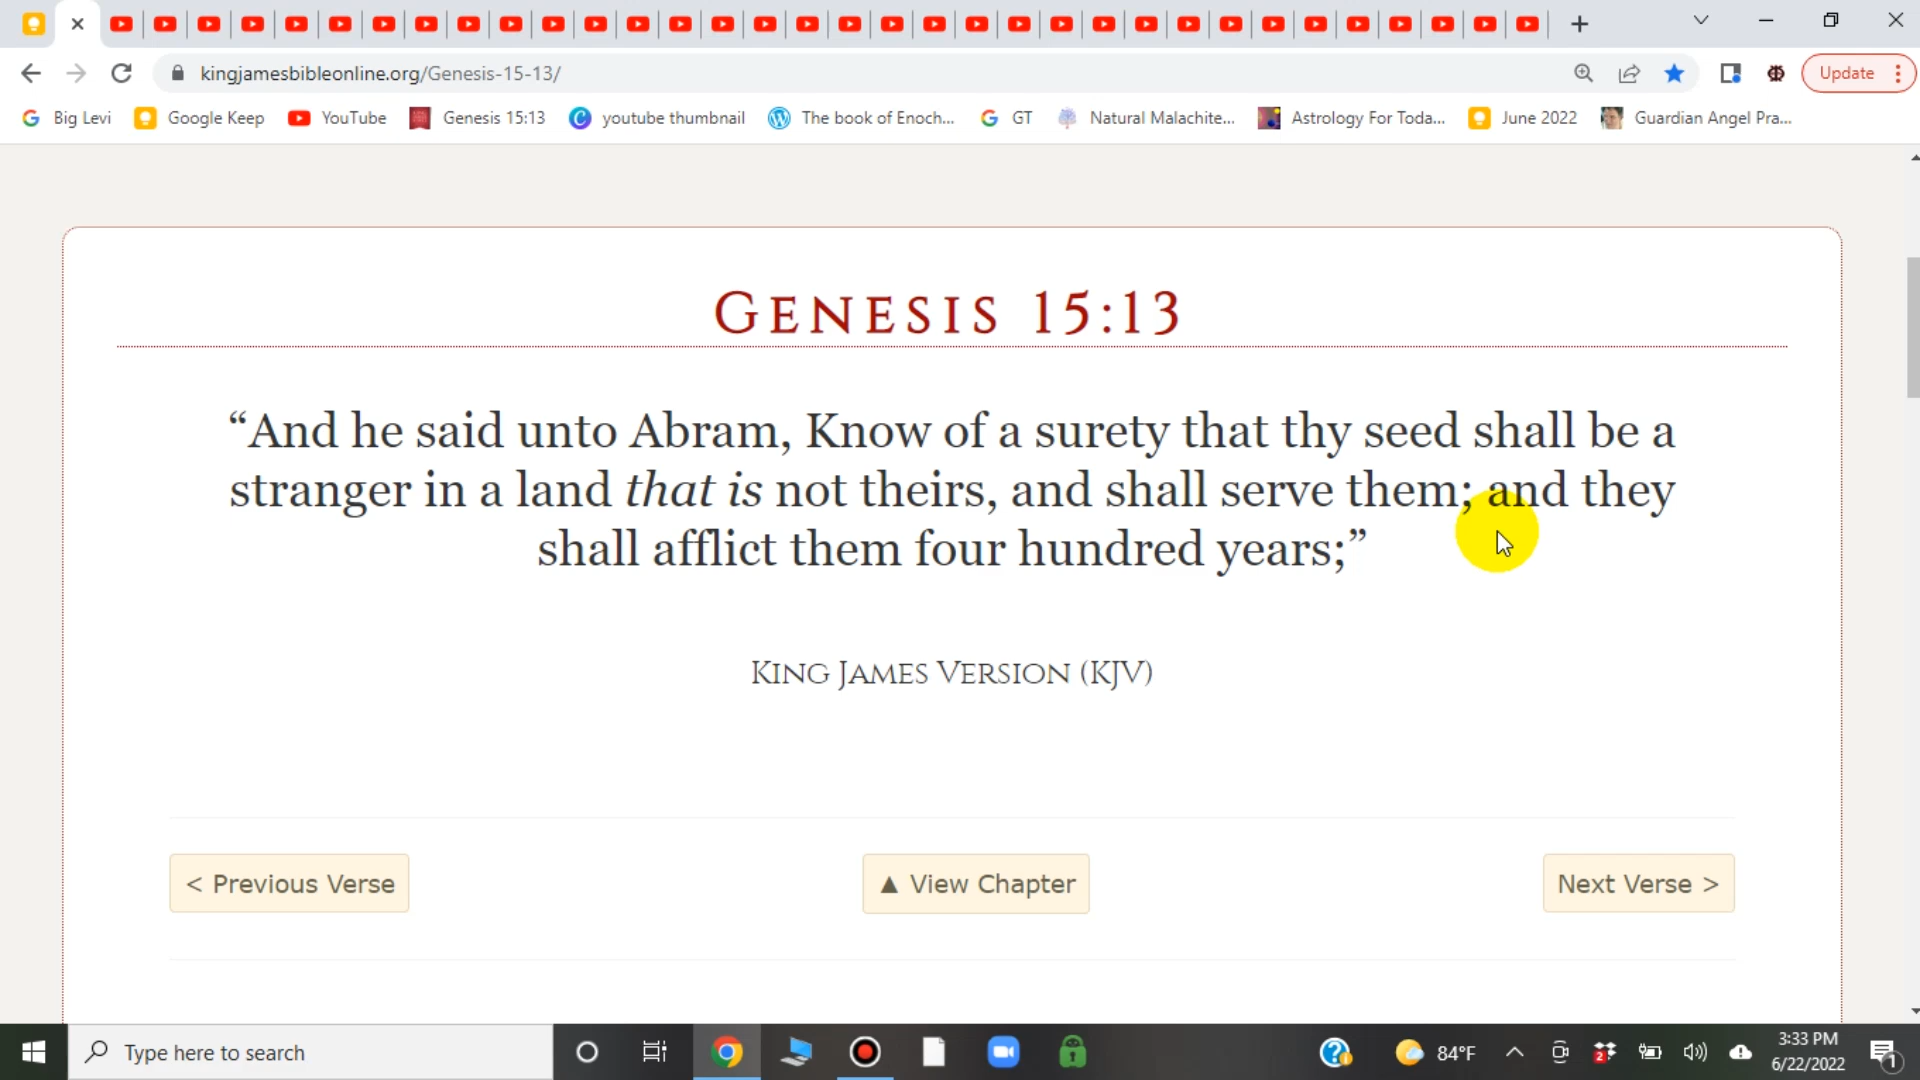 kingjamesbibleonline.org/Genesis-15-13/
Update
Big Levi
Google Keep
YouTube
Genesis 15:13
youtube thumbnail
The book of Enoch...
GT
Natural Malachite...
Astrology For Toda...
June 2022
Guardian Angel Pra...
GENESIS 15:13
“And he said unto Abram, Know of a surety that thy seed shall be a
stranger in a land that is not theirs, and shall serve them; and they
shall afflict them four hundred years;”
KING JAMES VERSION (KJV)
< Previous Verse
▲ View Chapter
Next Verse >
Type here to search
84°F
2
3:33 PM
6/22/2022
1